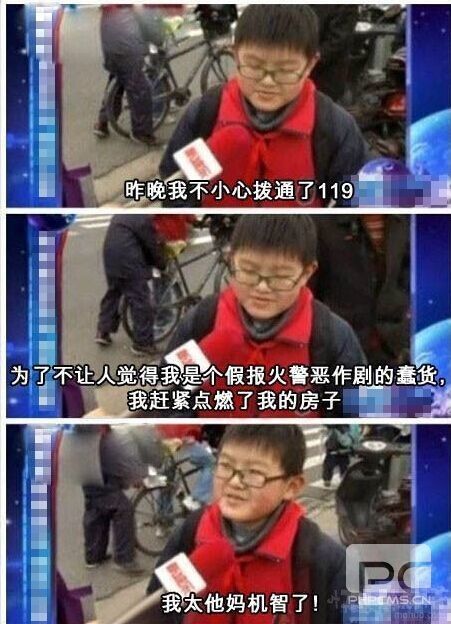 昨晚我不小心拨通了119
为了不让人觉得我是个假报火警恶作剧的蠢货,
我赶紧点燃了我的房子
我太他妈机智了!
PC